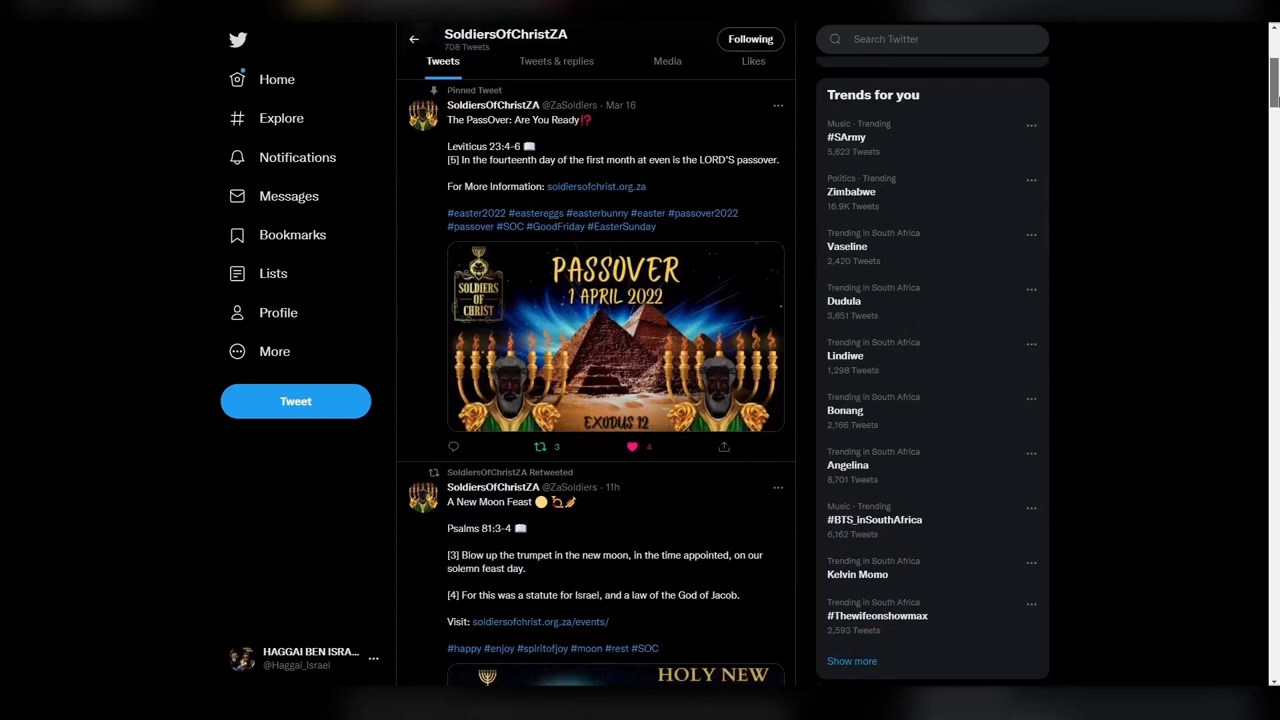 SoldiersOfChristZA
708 Tweets
Following
Tweets
Tweets & replies
Media
Likes
Home
Explore
Notifications
Messages
Bookmarks
Lists
Profile
More
Tweet
HAGGAI BEN ISRA...
@Haggai_Israel
Pinned Tweet
SoldiersOfChristZA @ZaSoldiers · Mar 16
The PassOver: Are You Ready⁉️
Leviticus 23:4-6 📖
[5] In the fourteenth day of the first month at even is the LORD'S passover.
For More Information: soldiersofchrist.org.za
#easter2022 #eastereggs #easterbunny #easter #passover2022
#passover #SOC #GoodFriday #EasterSunday
SOLDIERS
OF
CHRIST
PASSOVER
1 APRIL 2022
EXODUS 12
3
4
SoldiersOfChristZA Retweeted
SoldiersOfChristZA @ZaSoldiers · 11h
A New Moon Feast
Psalms 81:3-4 📖
[3] Blow up the trumpet in the new moon, in the time appointed, on our
solemn feast day.
[4] For this was a statute for Israel, and a law of the God of Jacob.
Visit: soldiersofchrist.org.za/events/
#happy #enjoy #spiritofjoy #moon #rest #SOC
HOLY NEW
Search Twitter
Trends for you
Music · Trending
#SArmy
5,623 Tweets
Politics · Trending
Zimbabwe
16.9K Tweets
Trending in South Africa
Vaseline
2,420 Tweets
Trending in South Africa
Dudula
3,651 Tweets
Trending in South Africa
Lindiwe
1,298 Tweets
Trending in South Africa
Bonang
2,166 Tweets
Trending in South Africa
Angelina
8,701 Tweets
Music · Trending
#BTS_inSouthAfrica
6,162 Tweets
Trending in South Africa
Kelvin Momo
Trending in South Africa
#Thewifeonshowmax
2,593 Tweets
Show more